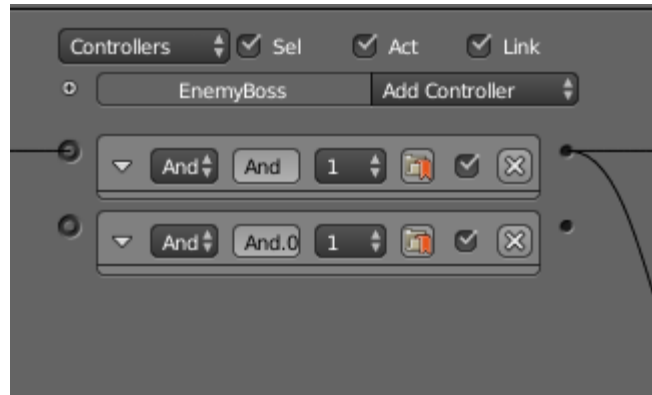 Controllers Sel Act Link
EnemyBoss Add Controller
And And 1
And And.0 1